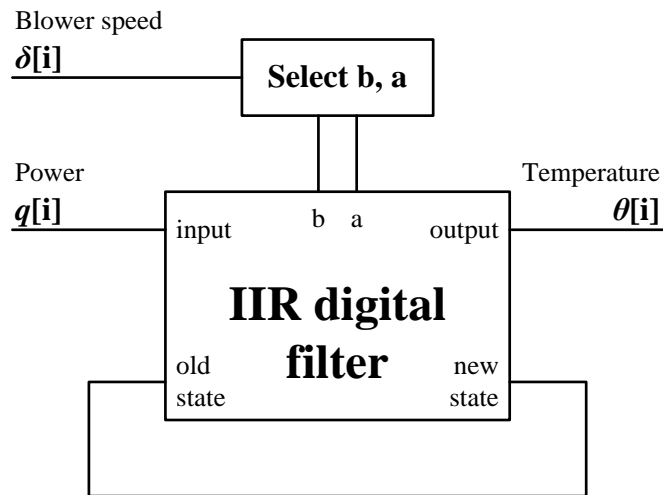 Blower speed
δ[i]
Select b, a
Power
q[i]
Temperature
θ[i]
input
b
a
output
IIR digital
filter
old
state
new
state